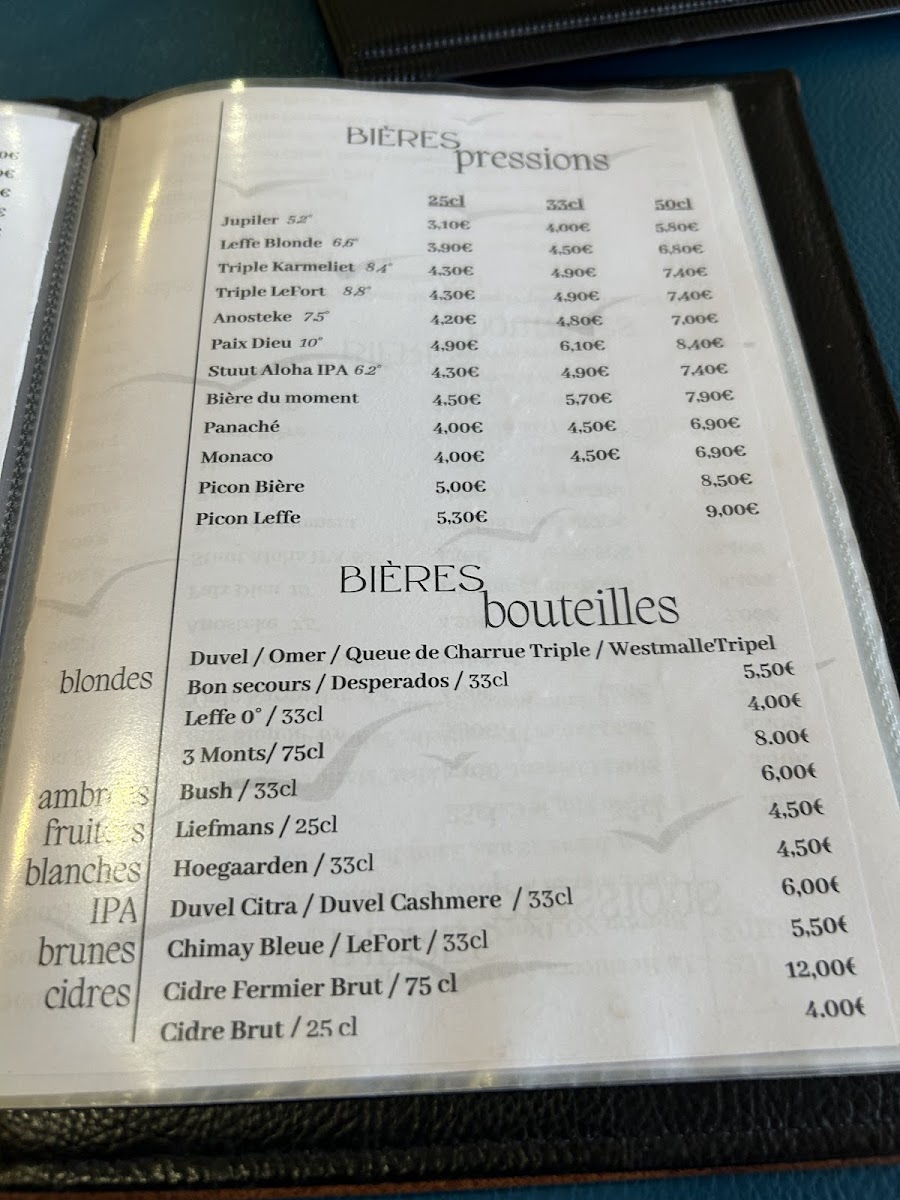 BIÈRES
pressions
25cl 33cl 50cl
Jupiler 5.2° 3,10€ 4,00€ 5,80€
Leffe Blonde 6,6° 3,90€ 4,50€ 6,80€
Triple Karmeliet 8,4° 4,30€ 4,90€ 7,40€
Triple LeFort 8,8° 4,30€ 4,90€ 7,40€
Anosteke 7.5° 4,20€ 4,80€ 7,00€
Paix Dieu 10° 4,90€ 6,10€ 8,40€
Stuut Aloha IPA 6.2° 4,30€ 4,90€ 7,40€
Bière du moment 4,50€ 5,70€ 7,90€
Panaché 4,00€ 4,50€ 6,90€
Monaco 4,00€ 4,50€ 6,90€
Picon Bière 5,00€ 8,50€
Picon Leffe 5,30€ 9,00€
BIÈRES
bouteilles
Duvel / Omer / Queue de Charrue Triple / WestmalleTripel
blondes Bon secours / Desperados / 33cl 5,50€
Leffe 0° / 33cl 4,00€
3 Monts/ 75cl 8.00€
Bush / 33cl 6,00€
fruitées Liefmans / 25cl 4,50€
blanches Hoegaarden / 33cl 4,50€
IPA Duvel Citra / Duvel Cashmere / 33cl 6,00€
brunes Chimay Bleue / LeFort / 33cl 5,50€
cidres Cidre Fermier Brut / 75 cl 12,00€
Cidre Brut / 25 cl 4.00€